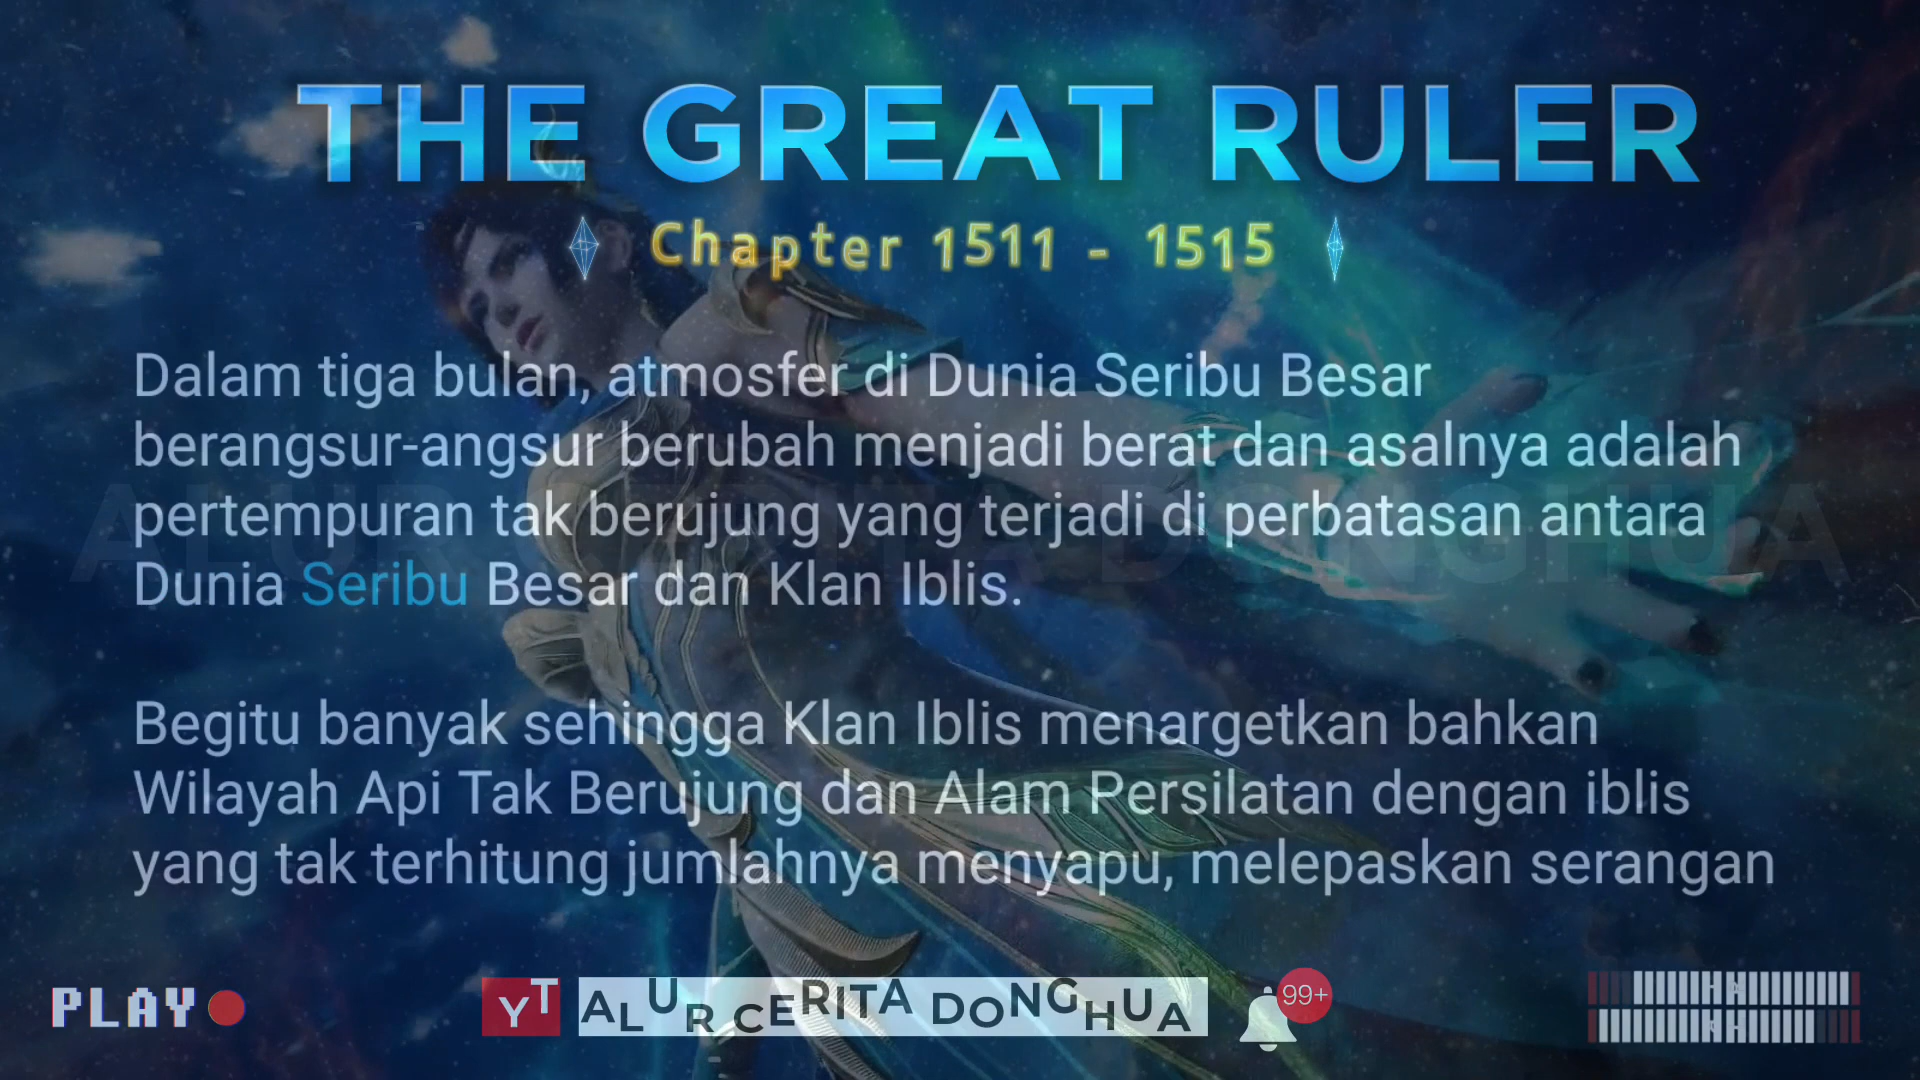 THE GREAT RULER
Chapter 1511 - 1515
Dalam tiga bulan, atmosfer di Dunia Seribu Besar
berangsur-angsur berubah menjadi berat dan asalnya adalah
pertempuran tak berujung yang terjadi di perbatasan antara
ALUR CERITA DONGHUA
Dunia Seribu Besar dan Klan Iblis.
Begitu banyak sehingga Klan Iblis menargetkan bahkan
Wilayah Api Tak Berujung dan Alam Persilatan dengan iblis
yang tak terhitung jumlahnya menyapu, melepaskan serangan
PLAY
YT ALUR CERITA DONGHUA
99+